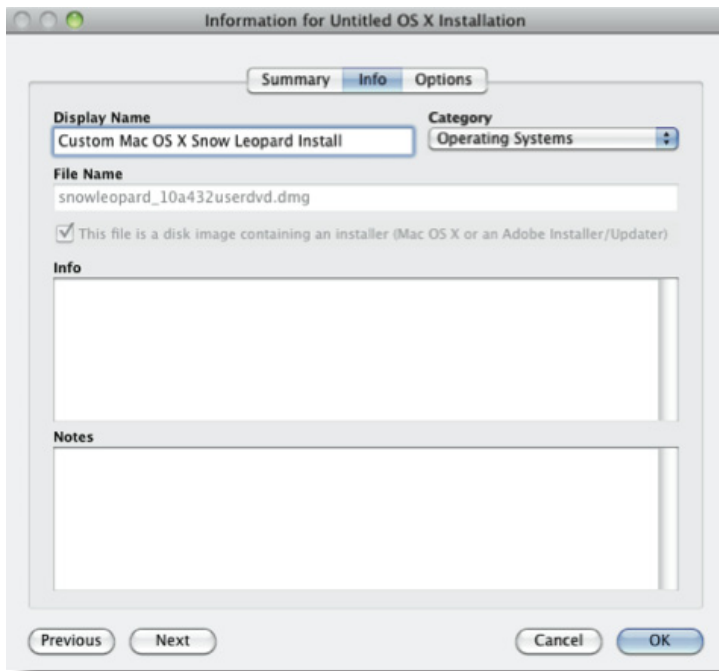 Information for Untitled OS X Installation
Summary Info Options
Display Name Category
Custom Mac OS X Snow Leopard Install Operating Systems
File Name
snowleopard_10a432userdvd.dmg
This file is a disk image containing an installer (Mac OS X or an Adobe Installer/Updater)
Info
Notes
Previous Next Cancel OK